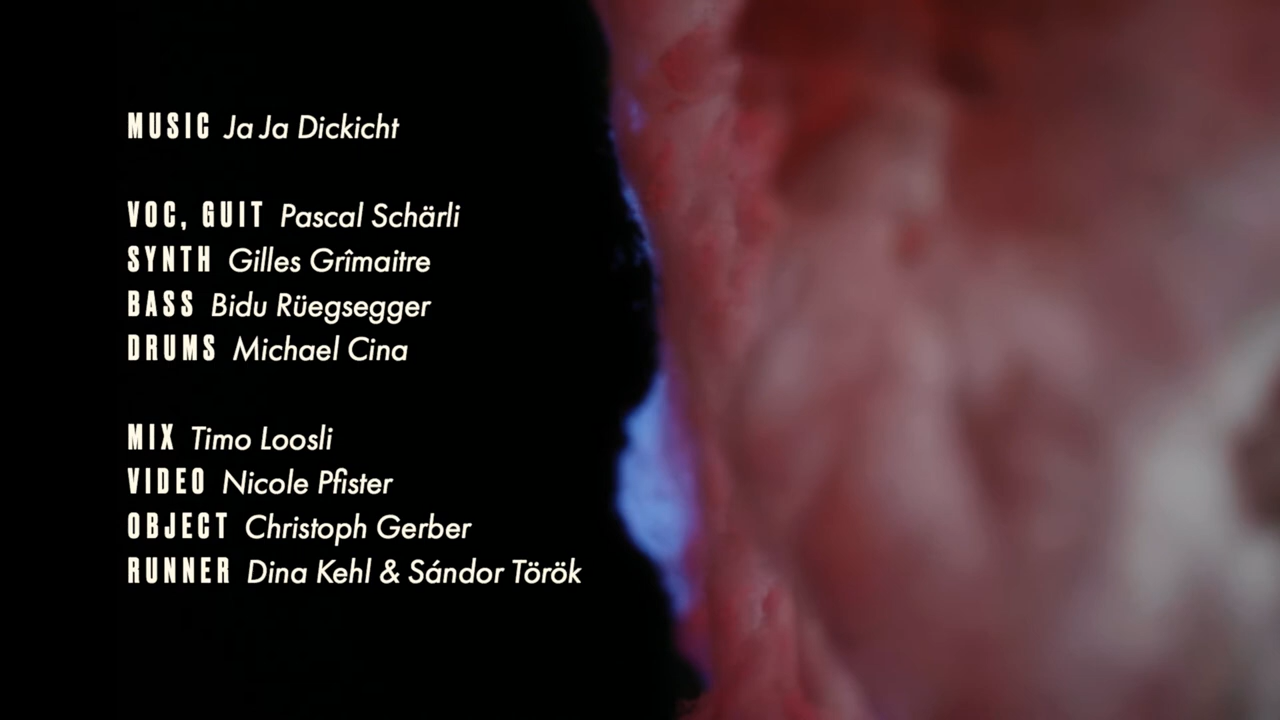 MUSIC Ja Ja Dickicht
VOC, GUIT Pascal Schärli
SYNTH Gilles Grîmaitre
BASS Bidu Rüegsegger
DRUMS Michael Cina
MIX Timo Loosli
VIDEO Nicole Pfister
OBJECT Christoph Gerber
RUNNER Dina Kehl & Sándor Török